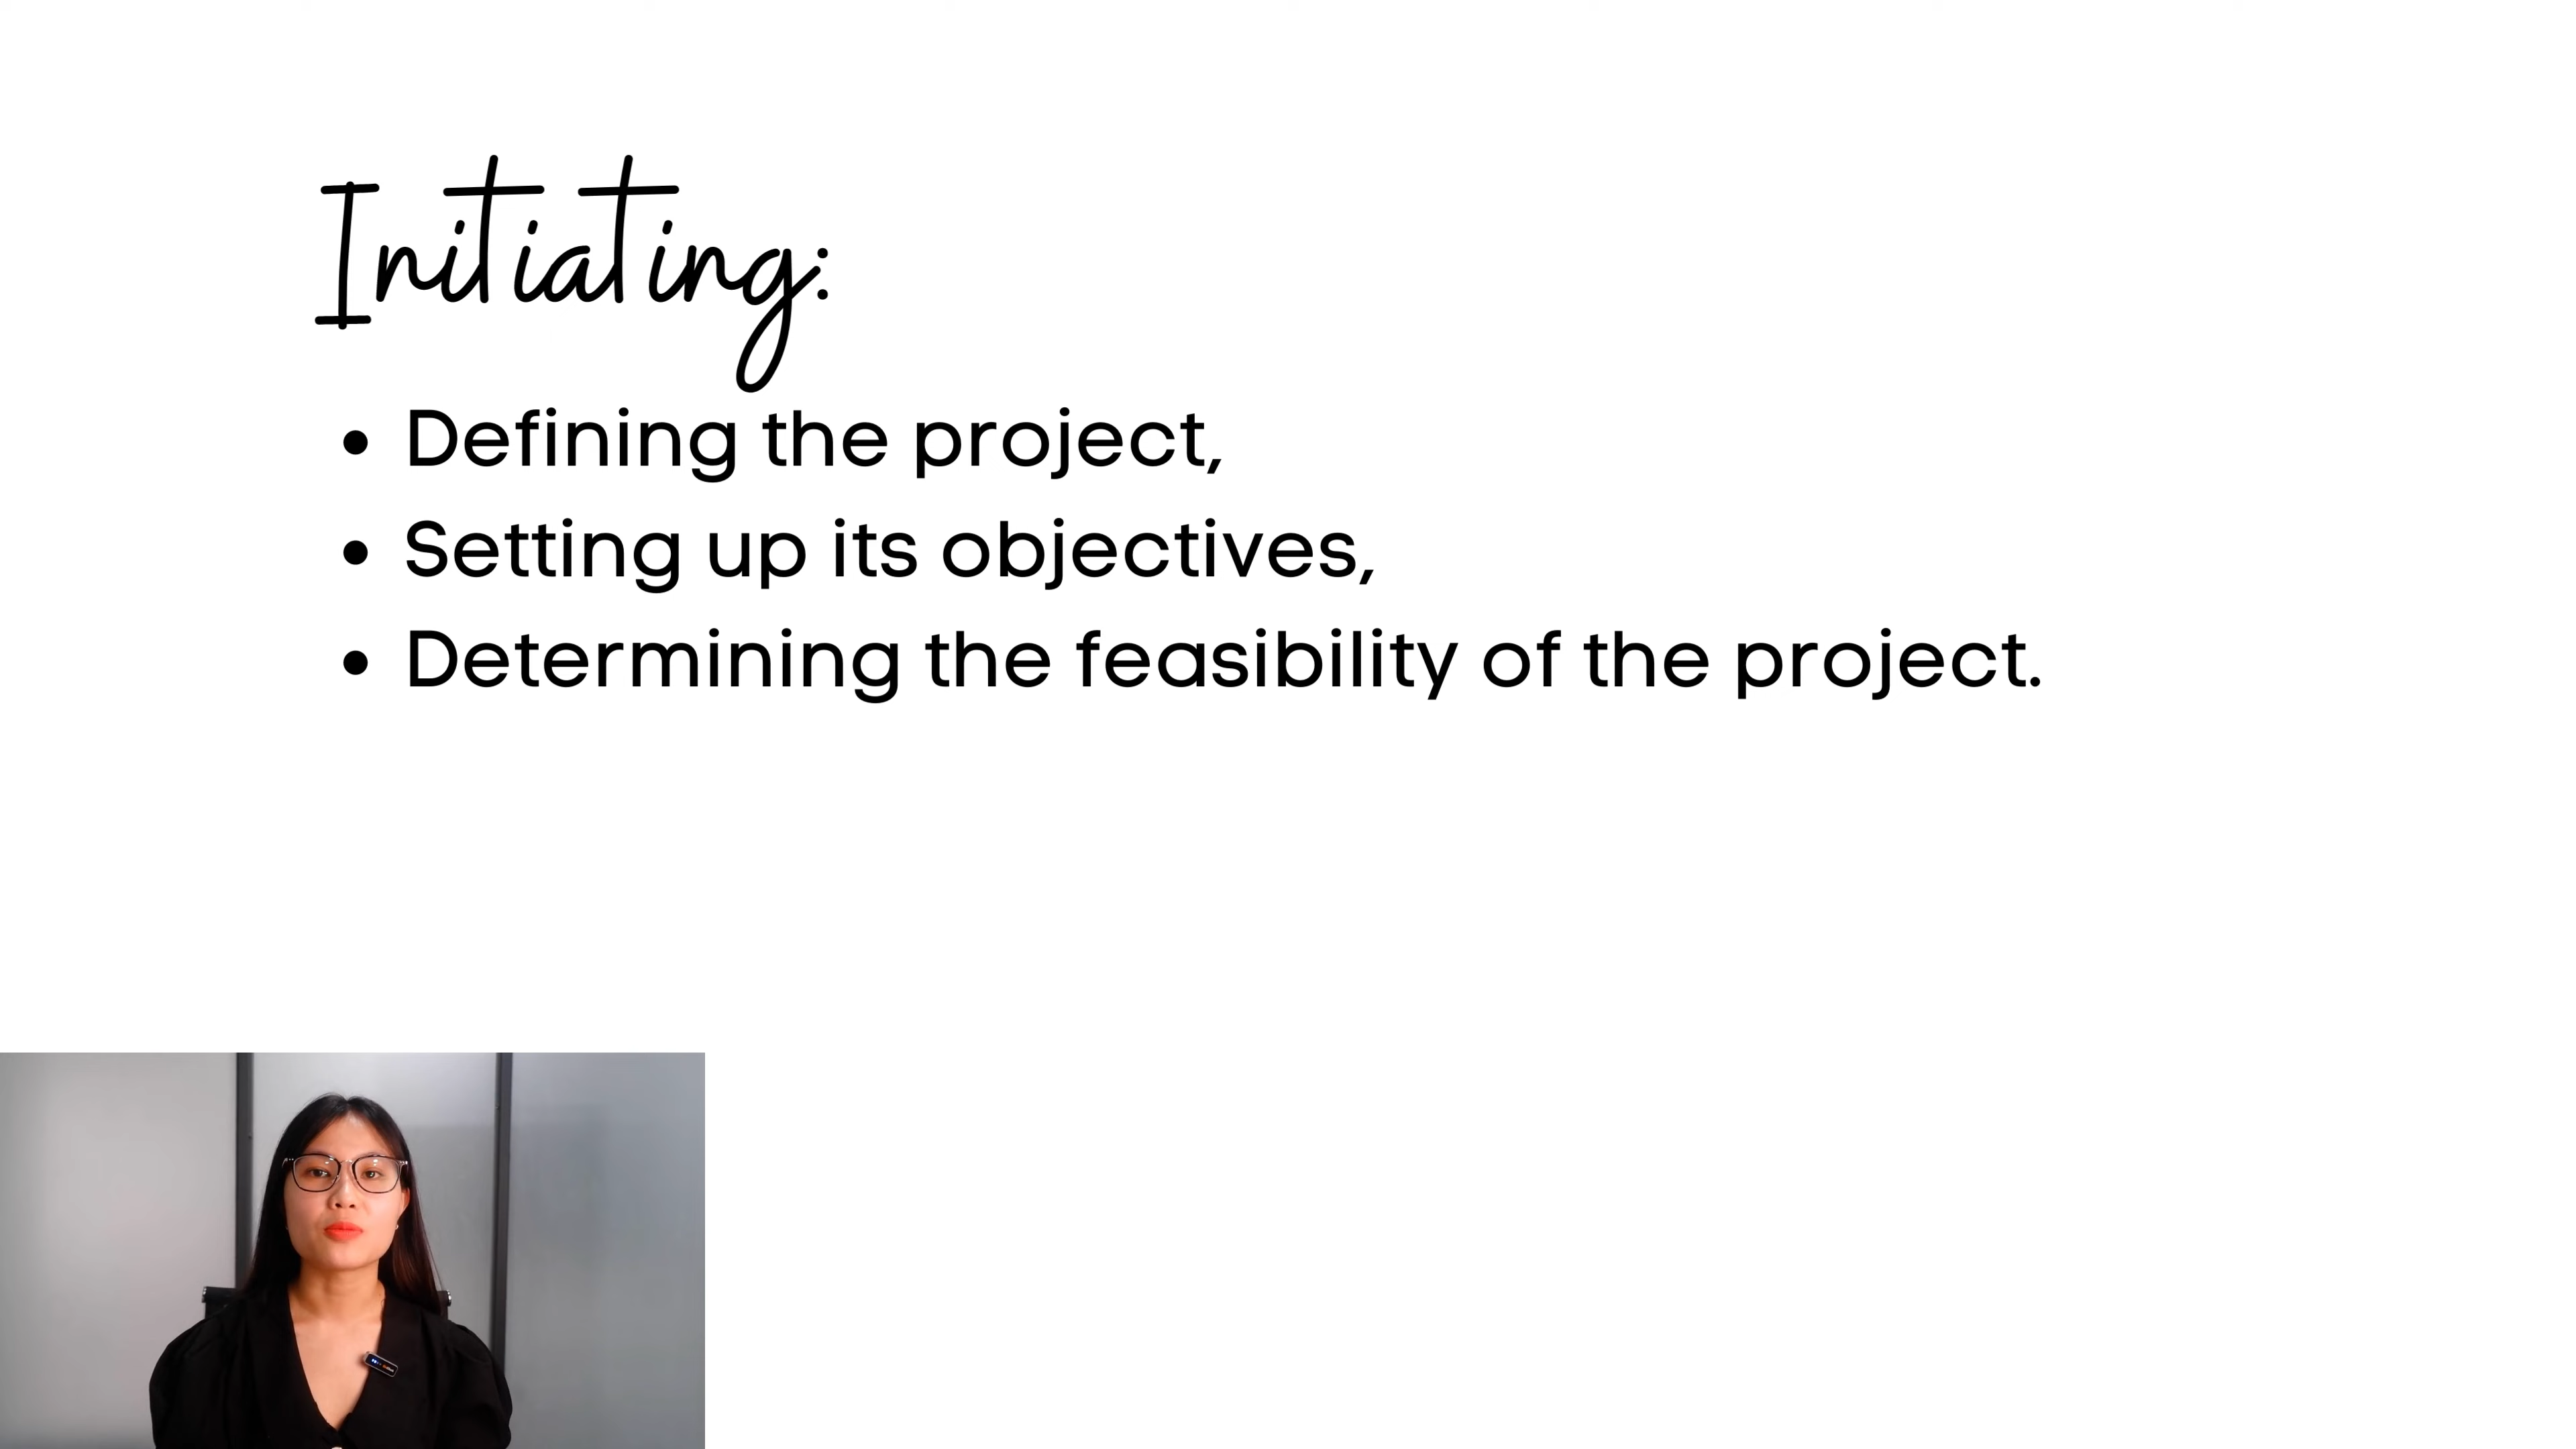 Initiating:
• Defining the project,
• Setting up its objectives,
• Determining the feasibility of the project.